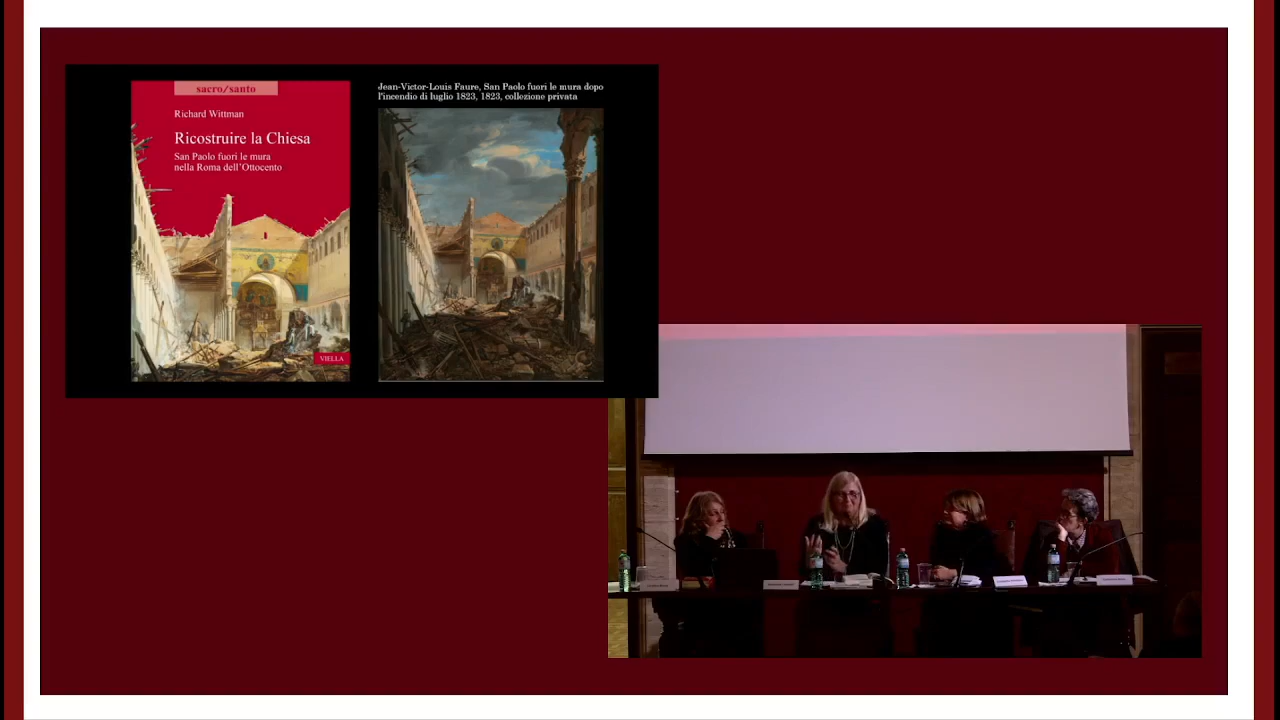 sacro/santo
Richard Wittman
Ricostruire la Chiesa
San Paolo fuori le mura
nella Roma dell'Ottocento
VIELLA
Jean-Victor-Louis Faure, San Paolo fuori le mura dopo
l'incendio di luglio 1823, 1823, collezione privata